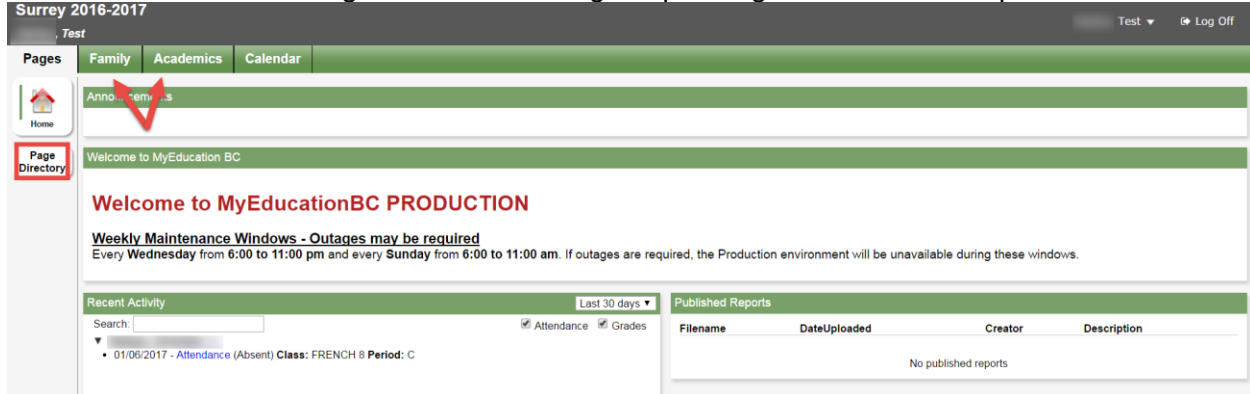 Surrey 2016-2017
, Test
Test ▼ Log Off
Pages Family Academics Calendar
Home
Page
Directory
Announcements
Welcome to MyEducation BC
Welcome to MyEducationBC PRODUCTION
Weekly Maintenance Windows - Outages may be required
Every Wednesday from 6:00 to 11:00 pm and every Sunday from 6:00 to 11:00 am. If outages are required, the Production environment will be unavailable during these windows.
Recent Activity Last 30 days ▼
Search: Attendance Grades
▼
• 01/06/2017 - Attendance (Absent) Class: FRENCH 8 Period: C
Published Reports
Filename DateUploaded Creator Description
No published reports